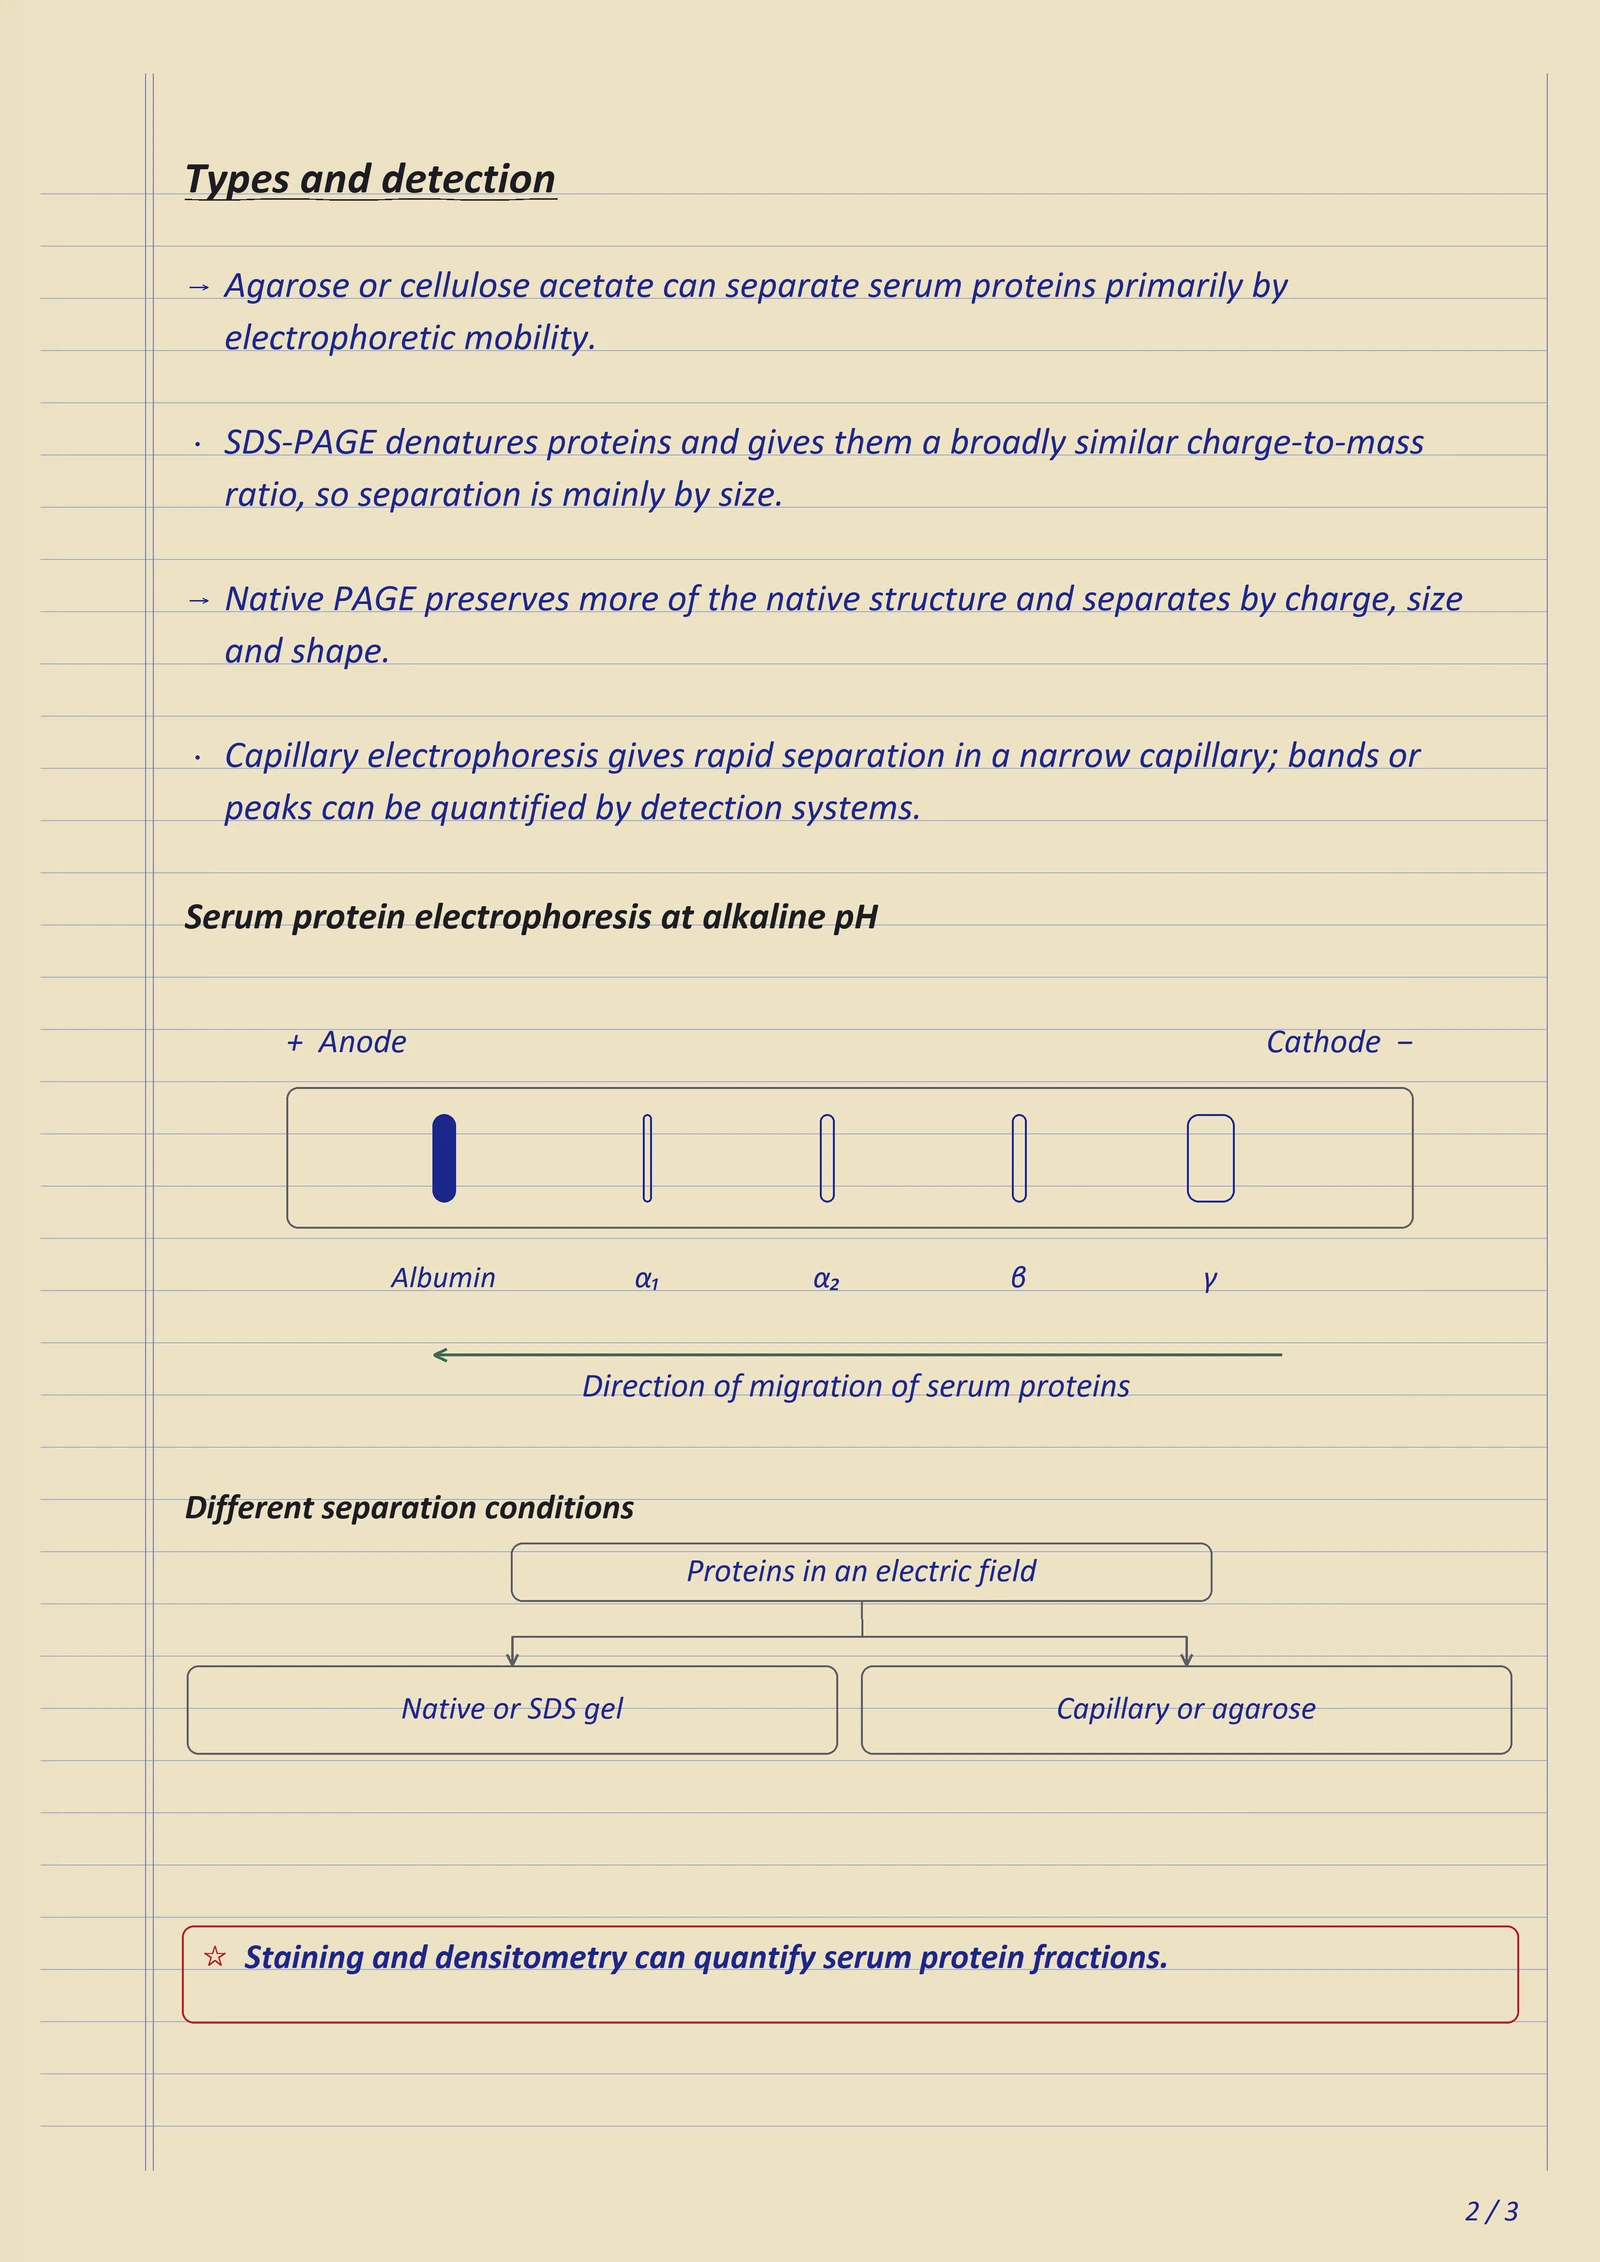 Types and detection
→ Agarose or cellulose acetate can separate serum proteins primarily by
electrophoretic mobility.
· SDS-PAGE denatures proteins and gives them a broadly similar charge-to-mass
ratio, so separation is mainly by size.
→ Native PAGE preserves more of the native structure and separates by charge, size
and shape.
· Capillary electrophoresis gives rapid separation in a narrow capillary; bands or
peaks can be quantified by detection systems.
Serum protein electrophoresis at alkaline pH
+ Anode Cathode −
Albumin α₁ α₂ β γ
Direction of migration of serum proteins
Different separation conditions
Proteins in an electric field
Native or SDS gel Capillary or agarose
☆ Staining and densitometry can quantify serum protein fractions.
2 / 3